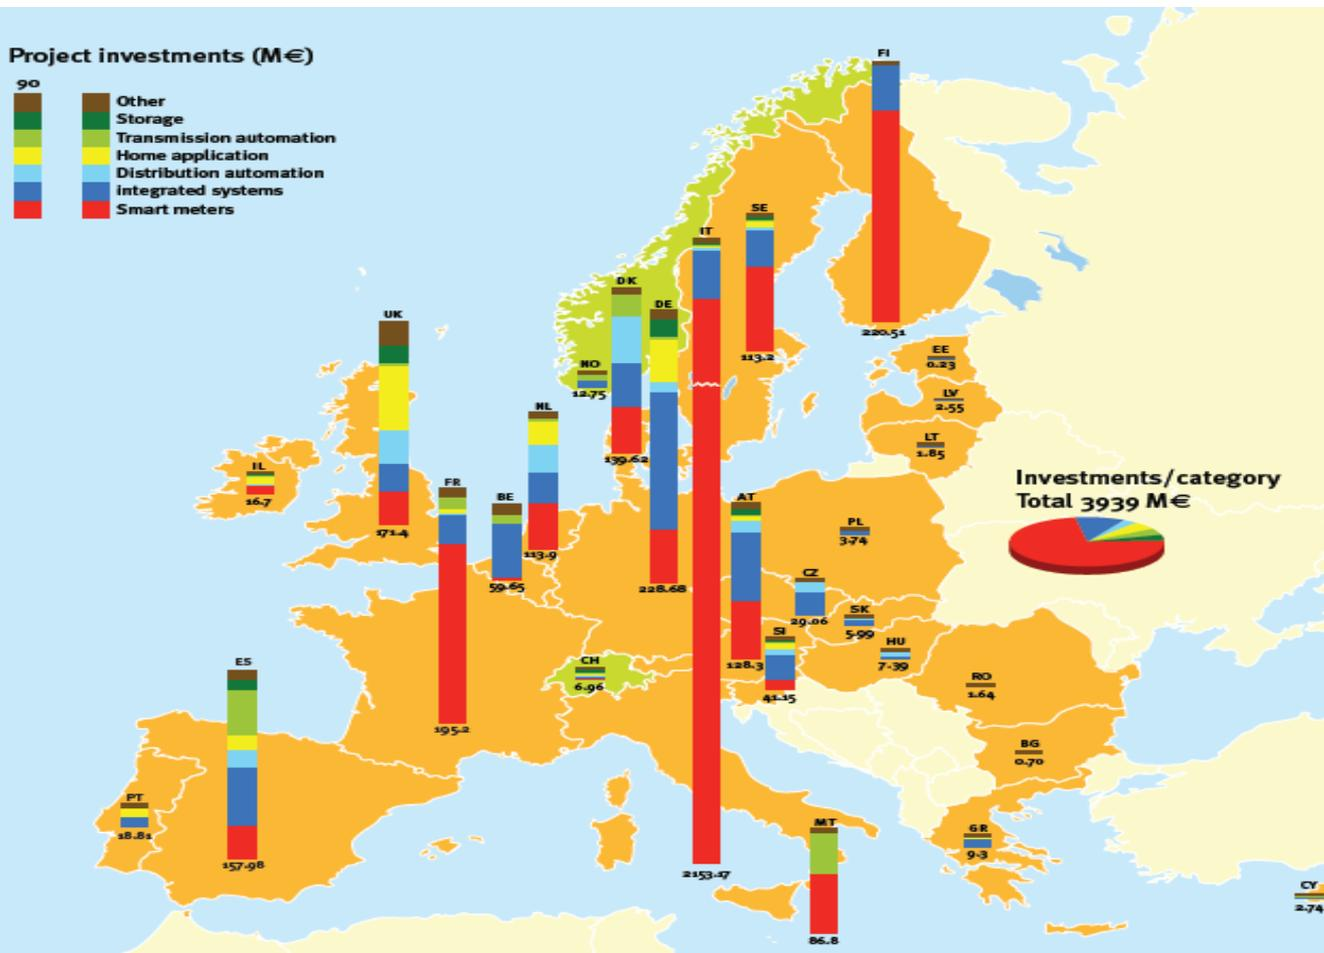 Project investments (M€)
90
Other
Storage
Transmission automation
Home application
Distribution automation
integrated systems
Smart meters
FI
220.51
SE
113.2
IT
2153.17
DK
139.62
DE
228.68
NO
12.75
UK
171.4
NL
113.9
IL
16.7
FR
195.2
BE
59.65
EE
0.23
LV
2.55
LT
1.85
Investments/category
Total 3939 M€
AT
128.3
PL
3.74
CZ
29.06
SK
5.99
SI
41.15
HU
7.39
CH
6.96
RO
1.64
ES
157.98
BG
0.70
PT
18.81
MT
86.8
GR
9.3
CY
2.74